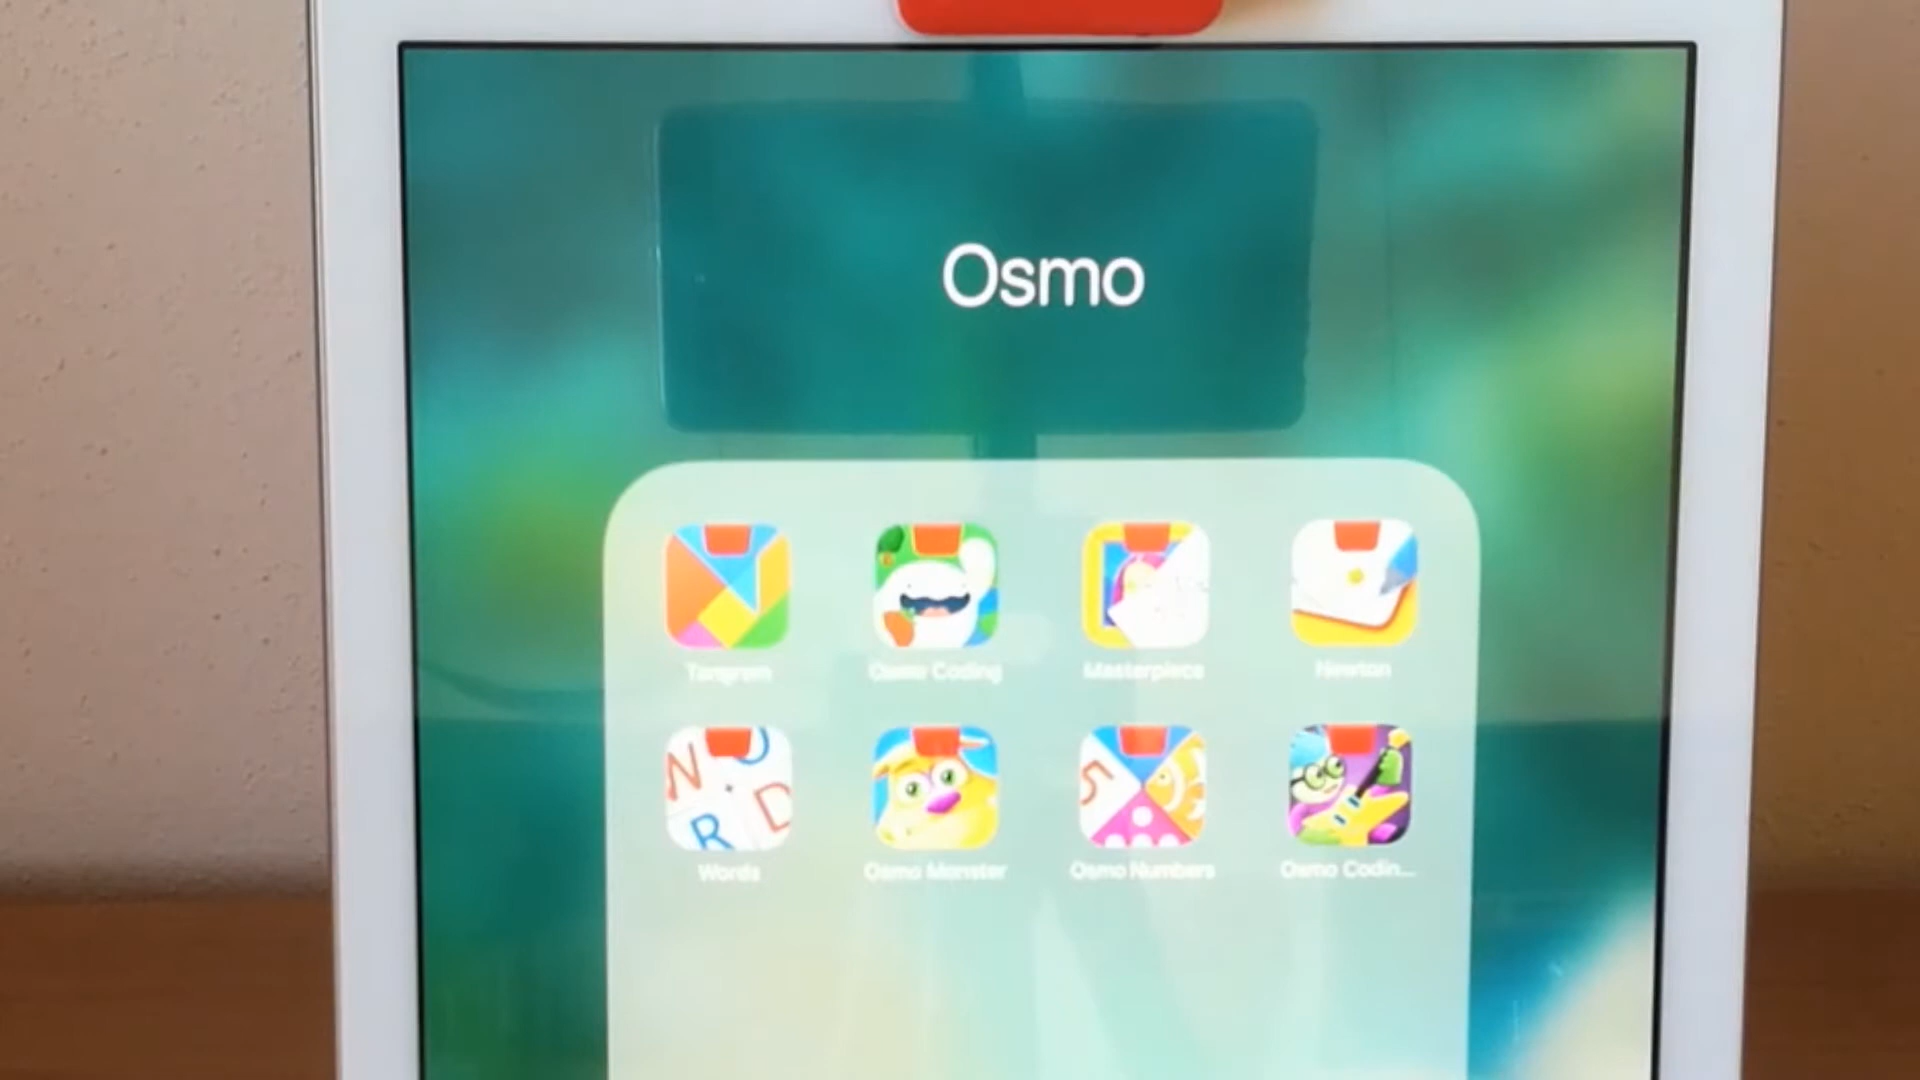 Osmo
Tangram
Osmo Coding
Masterpiece
Newton
Words
Osmo Monster
Osmo Numbers
Osmo Codin...